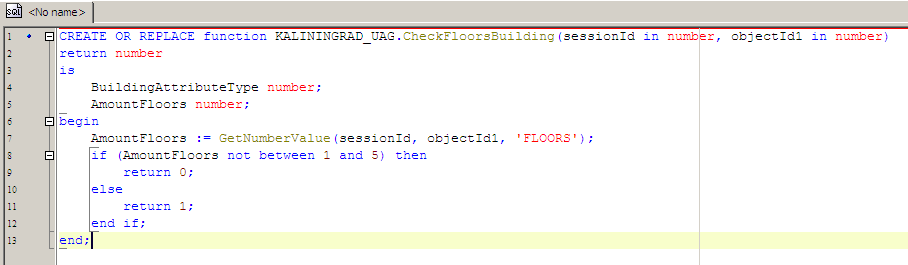 SQL <No name>
1 CREATE OR REPLACE function KALININGRAD_UAG.CheckFloorsBuilding(sessionId in number, objectId1 in number)
2 return number
3 is
4 BuildingAttributeType number;
5 AmountFloors number;
6 begin
7 AmountFloors := GetNumberValue(sessionId, objectId1, 'FLOORS');
8 if (AmountFloors not between 1 and 5) then
9 return 0;
10 else
11 return 1;
12 end if;
13 end;